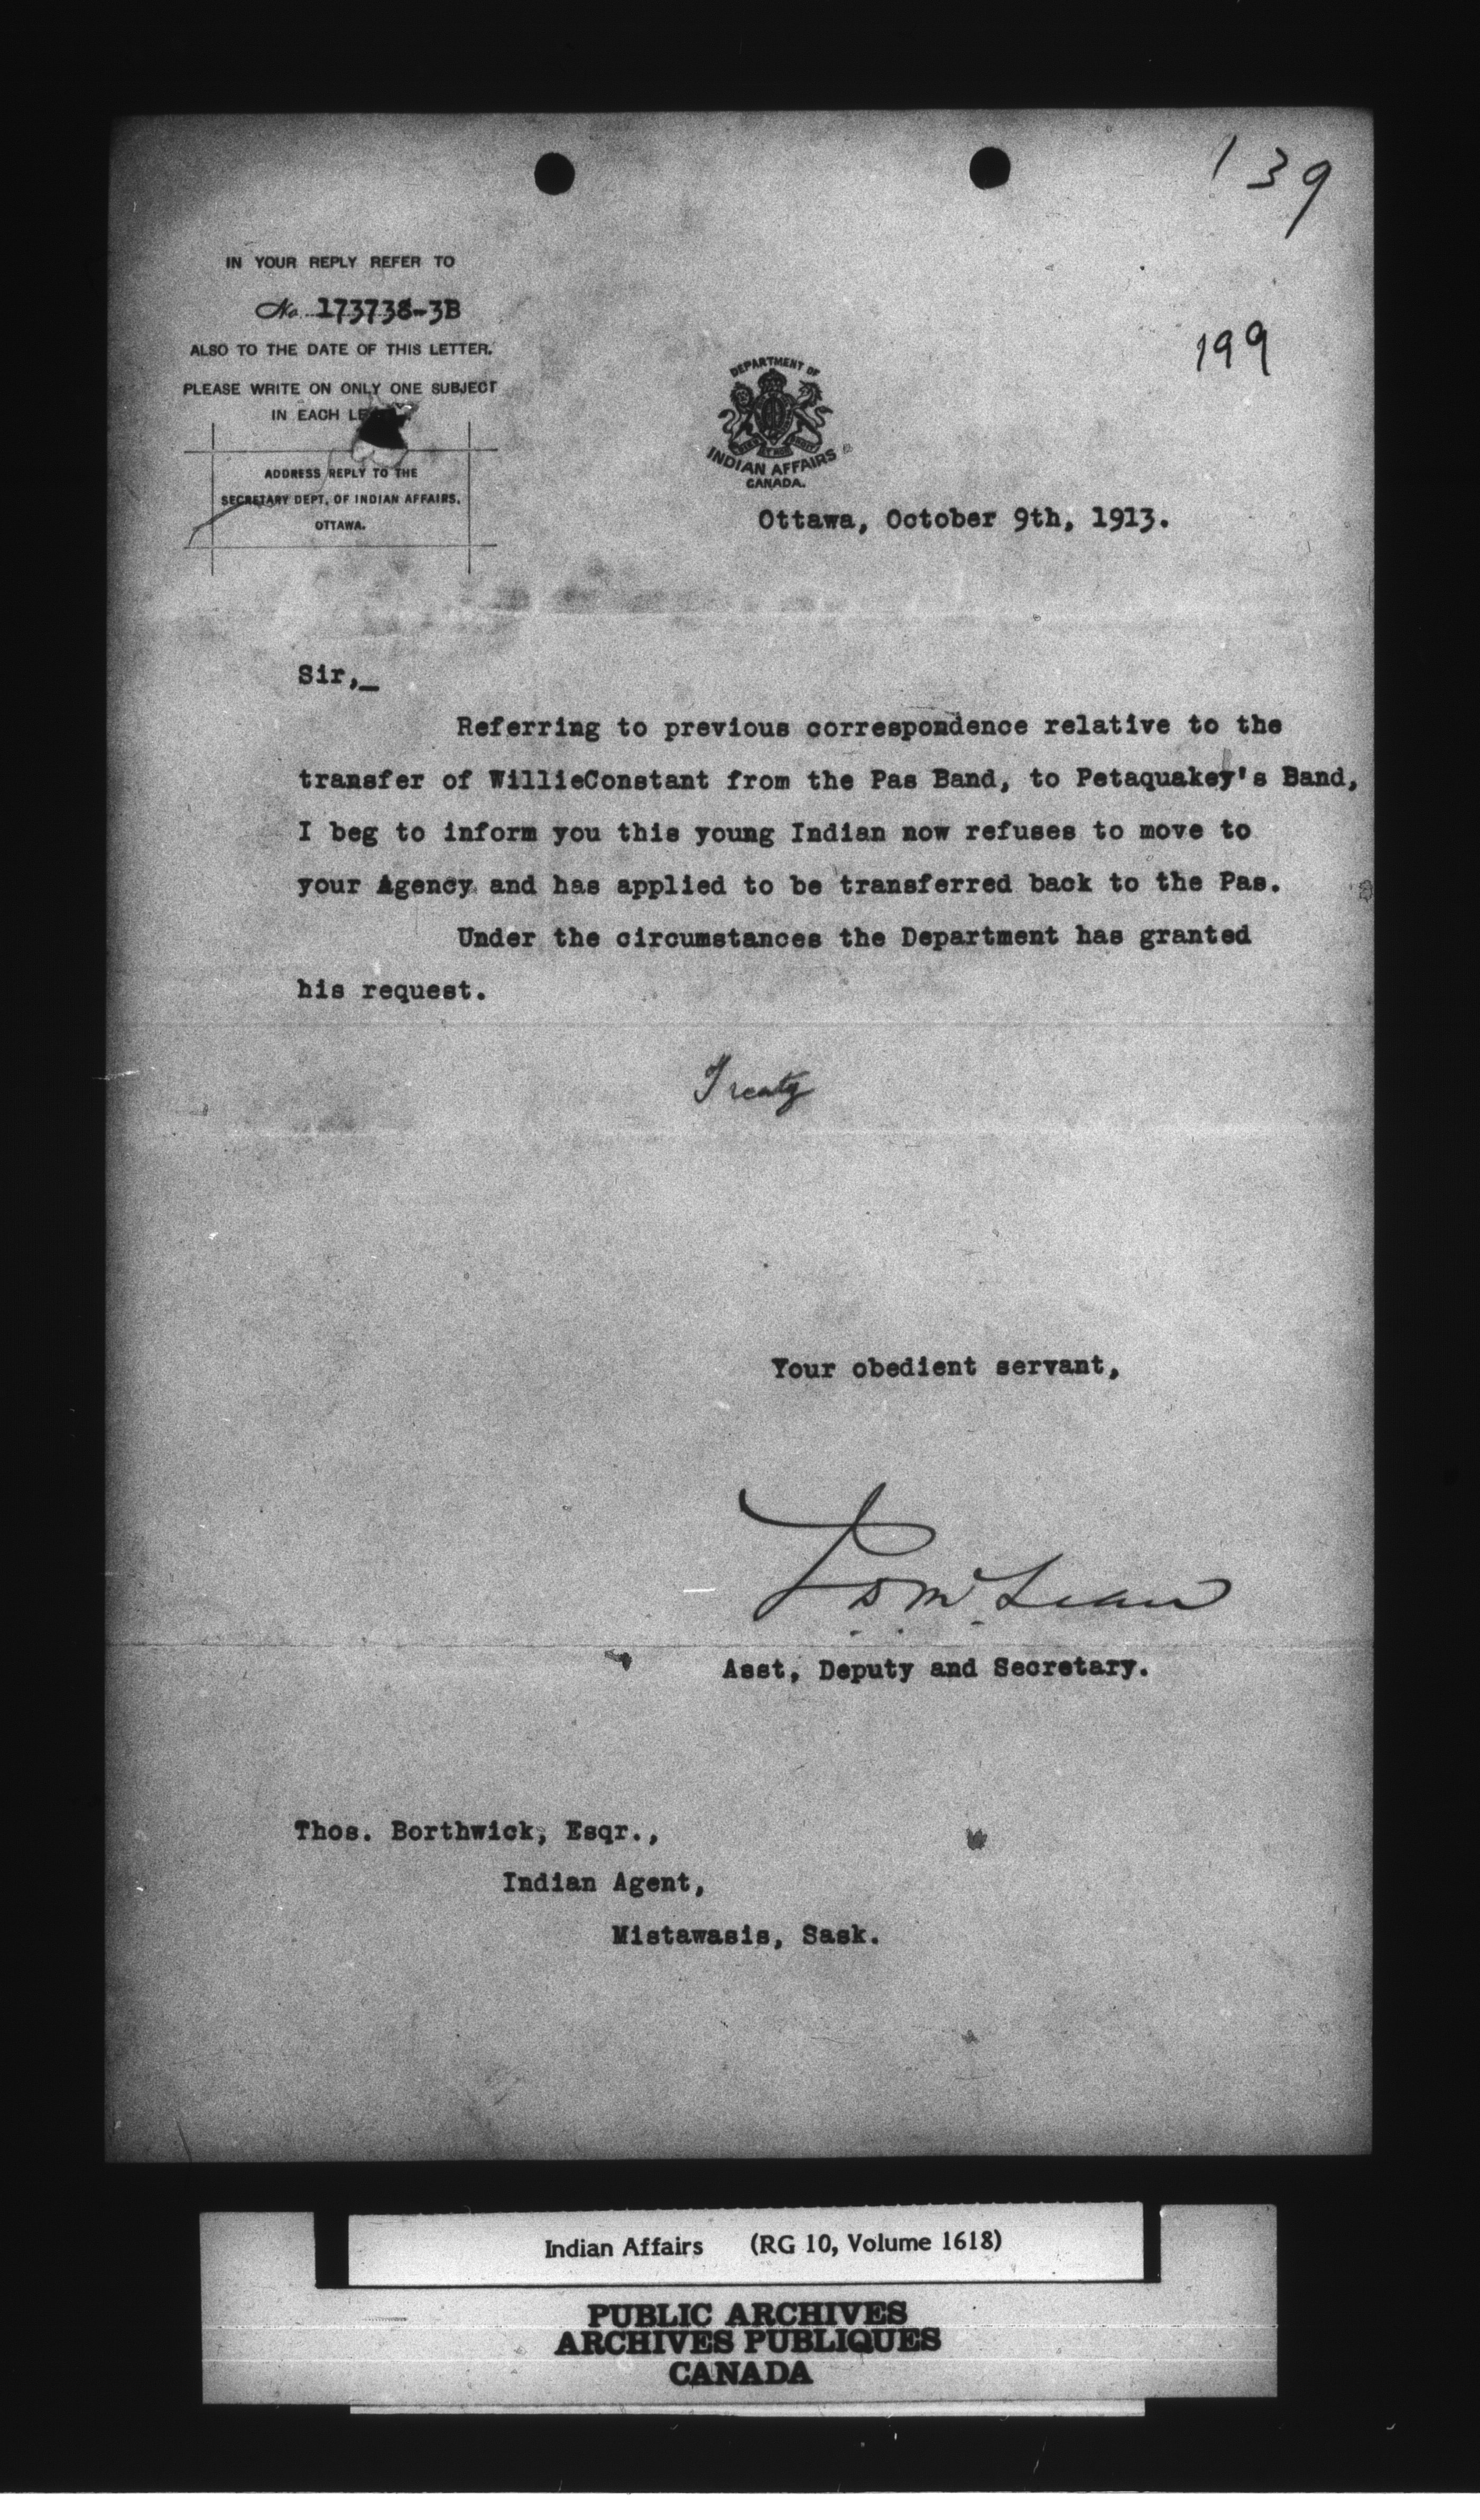 139
IN YOUR REPLY REFER TO
No. 173738-3B
ALSO TO THE DATE OF THIS LETTER.
PLEASE WRITE ON ONLY ONE SUBJECT
IN EACH
199
ADDRESS REPLY TO THE
SECRETARY DEPT. OF INDIAN AFFAIRS,
OTTAWA.
DEPARTMENT OF
INDIAN AFFAIRS
CANADA.
Ottawa, October 9th, 1913.
Sir,_
Referring to previous correspondence relative to the
transfer of WillieConstant from the Pas Band, to Petaquakey's Band,
I beg to inform you this young Indian now refuses to move to
your Agency and has applied to be transferred back to the Pas.
Under the circumstances the Department has granted
his request.
Treaty
Your obedient servant,
McLean
Asst, Deputy and Secretary.
Thos. Borthwick, Esqr.,
Indian Agent,
Mistawasis, Sask.
Indian Affairs (RG 10, Volume 1618)
PUBLIC ARCHIVES
ARCHIVES PUBLIQUES
CANADA